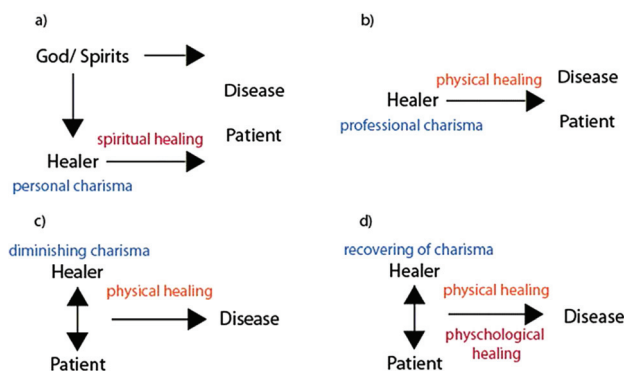 a)
God/ Spirits
Disease
spiritual healing
Patient
Healer
personal charisma
b)
physical healing
Disease
Healer
professional charisma
Patient
c)
diminishing charisma
Healer
physical healing
Disease
Patient
d)
recovering of charisma
Healer
physical healing
Disease
physchological
healing
Patient